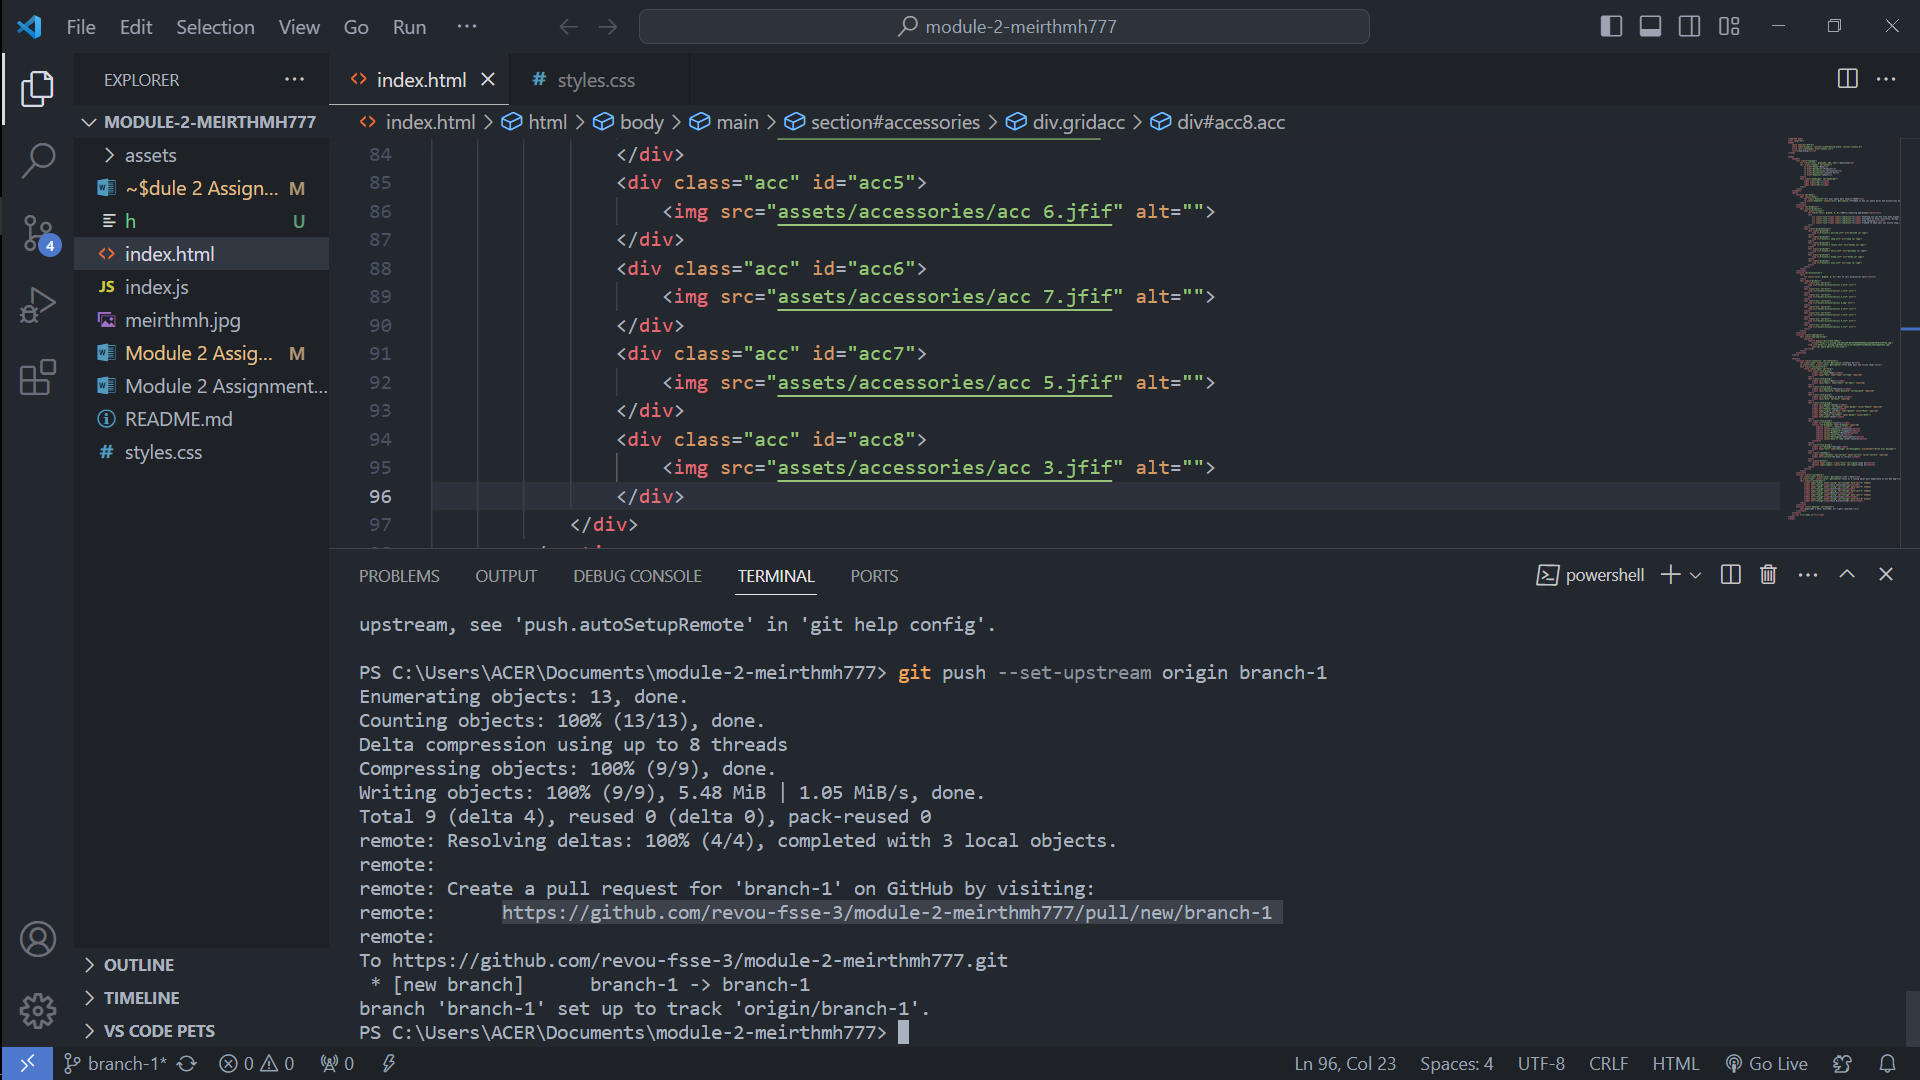 File Edit Selection View Go Run ··· module-2-meirthmh777
EXPLORER ···
index.html
# styles.css
MODULE-2-MEIRTHMH777
index.html > html > body > main > section#accessories > div.gridacc > div#acc8.acc
assets
~$dule 2 Assign... M
h U
index.html
JS index.js
meirthmh.jpg
Module 2 Assig... M
Module 2 Assignment...
README.md
# styles.css
4
84 </div>
85 <div class="acc" id="acc5">
86 <img src="assets/accessories/acc 6.jfif" alt="">
87 </div>
88 <div class="acc" id="acc6">
89 <img src="assets/accessories/acc 7.jfif" alt="">
90 </div>
91 <div class="acc" id="acc7">
92 <img src="assets/accessories/acc 5.jfif" alt="">
93 </div>
94 <div class="acc" id="acc8">
95 <img src="assets/accessories/acc 3.jfif" alt="">
96 </div>
97 </div>
PROBLEMS OUTPUT DEBUG CONSOLE TERMINAL PORTS
powershell
upstream, see 'push.autoSetupRemote' in 'git help config'.
PS C:\Users\ACER\Documents\module-2-meirthmh777> git push --set-upstream origin branch-1
Enumerating objects: 13, done.
Counting objects: 100% (13/13), done.
Delta compression using up to 8 threads
Compressing objects: 100% (9/9), done.
Writing objects: 100% (9/9), 5.48 MiB | 1.05 MiB/s, done.
Total 9 (delta 4), reused 0 (delta 0), pack-reused 0
remote: Resolving deltas: 100% (4/4), completed with 3 local objects.
remote:
remote: Create a pull request for 'branch-1' on GitHub by visiting:
remote: https://github.com/revou-fsse-3/module-2-meirthmh777/pull/new/branch-1
remote:
To https://github.com/revou-fsse-3/module-2-meirthmh777.git
* [new branch] branch-1 -> branch-1
branch 'branch-1' set up to track 'origin/branch-1'.
PS C:\Users\ACER\Documents\module-2-meirthmh777>
OUTLINE
TIMELINE
VS CODE PETS
branch-1* 0 0 0
Ln 96, Col 23 Spaces: 4 UTF-8 CRLF HTML Go Live